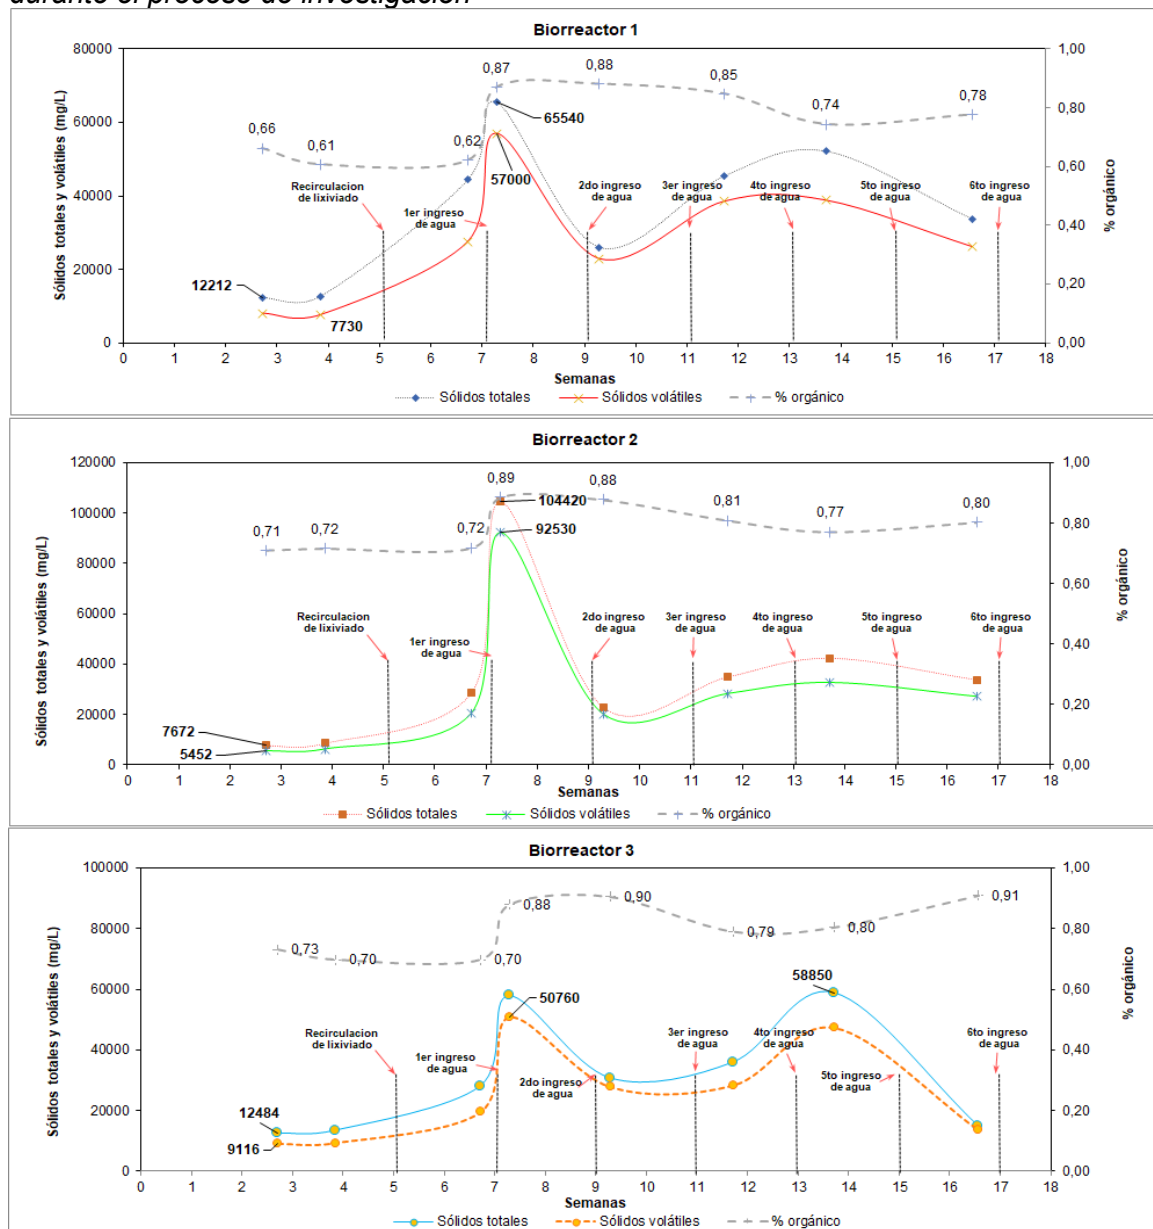 durante el proceso de investigación
Biorreactor 1
Sólidos totales y volátiles (mg/L)
80000
60000
40000
20000
0
1,00
0,80
0,60
0,40
0,20
0,00
% orgánico
0,66
0,61
0,62
0,87
0,88
0,85
0,74
0,78
65540
57000
12212
7730
Recirculacion
de lixiviado
1er ingreso
de agua
2do ingreso
de agua
3er ingreso
de agua
4to ingreso
de agua
5to ingreso
de agua
6to ingreso
de agua
0 1 2 3 4 5 6 7 8 9 10 11 12 13 14 15 16 17 18
Semanas
Sólidos totales Sólidos volátiles % orgánico
Biorreactor 2
Sólidos totales y volátiles (mg/L)
120000
100000
80000
60000
40000
20000
0
1,00
0,80
0,60
0,40
0,20
0,00
% orgánico
0,71
0,72
0,72
0,89
0,88
0,81
0,77
0,80
104420
92530
7672
5452
Recirculacion
de lixiviado
1er ingreso
de agua
2do ingreso
de agua
3er ingreso
de agua
4to ingreso
de agua
5to ingreso
de agua
6to ingreso
de agua
0 1 2 3 4 5 6 7 8 9 10 11 12 13 14 15 16 17 18
Semanas
Sólidos totales Sólidos volátiles % orgánico
Biorreactor 3
Sólidos totales y volátiles (mg/L)
100000
80000
60000
40000
20000
0
1,00
0,80
0,60
0,40
0,20
0,00
% orgánico
0,73
0,70
0,70
0,88
0,90
0,79
0,80
0,91
50760
58850
12484
9116
Recirculacion
de lixiviado
1er ingreso
de agua
2do ingreso
de agua
3er ingreso
de agua
4to ingreso
de agua
5to ingreso
de agua
6to ingreso
de agua
0 1 2 3 4 5 6 7 8 9 10 11 12 13 14 15 16 17 18
Semanas
Sólidos totales Sólidos volátiles % orgánico